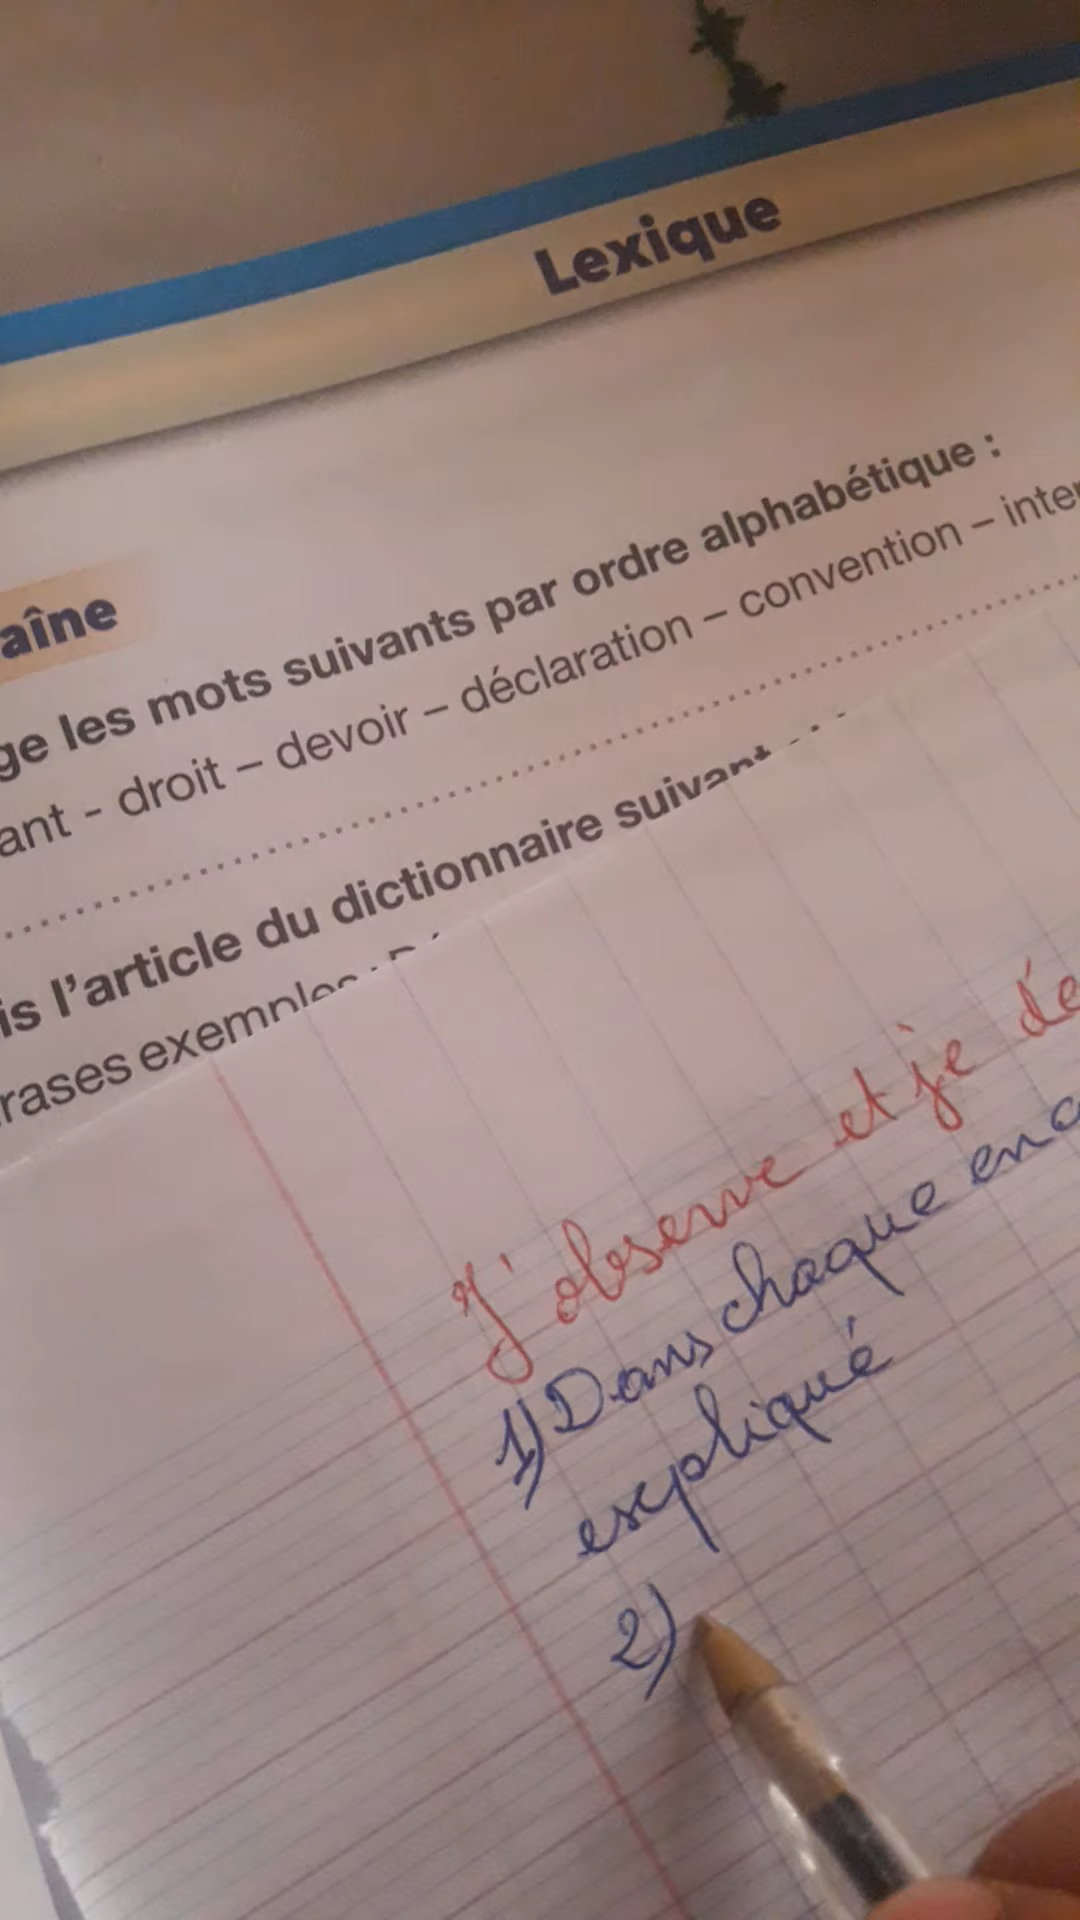 Lexique
aîne
ge les mots suivants par ordre alphabétique :
ant - droit – devoir – déclaration – convention – inter
is l'article du dictionnaire suivant
rases exemples
J'observe et je dé
1) Dans chaque enc
expliqué
2)